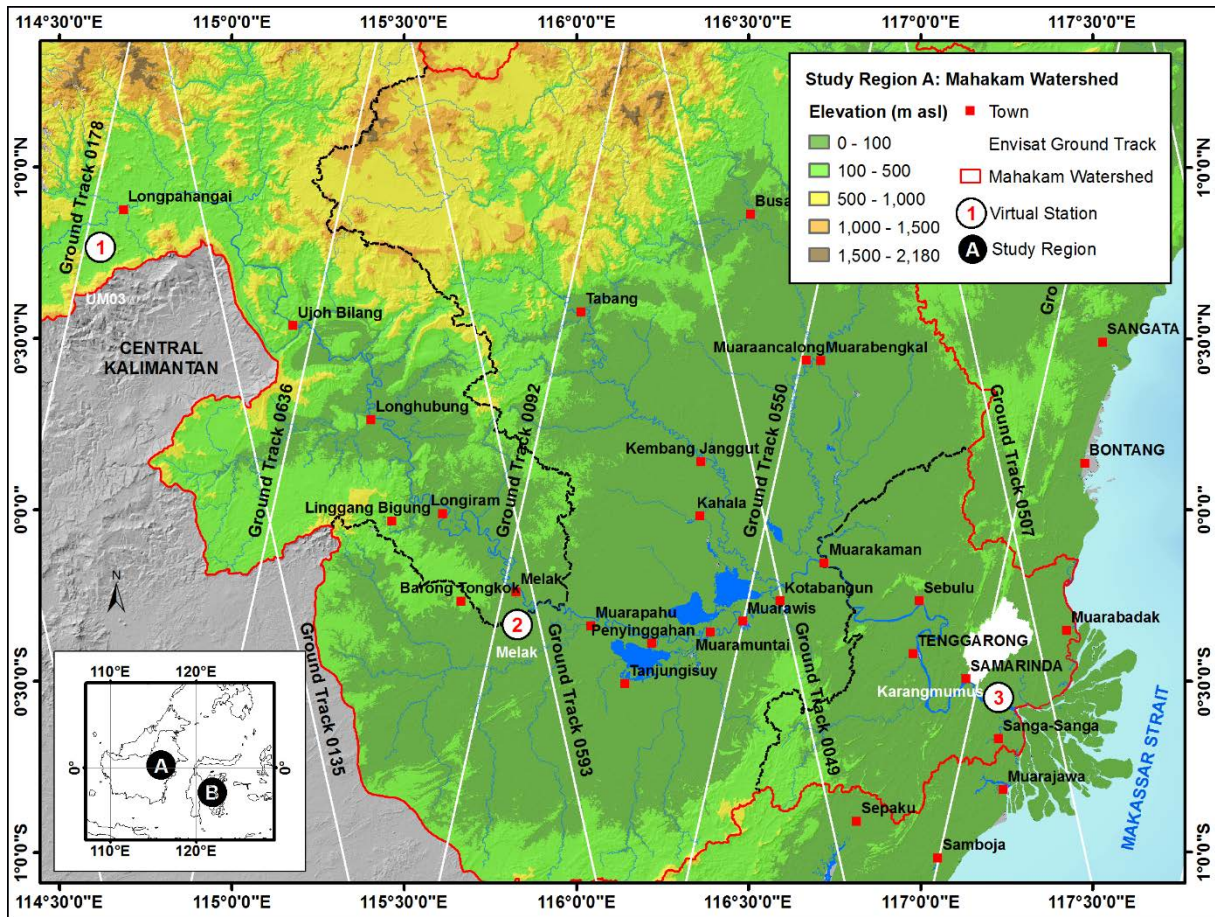 114°30'0"E
115°0'0"E
115°30'0"E
116°0'0"E
116°30'0"E
117°0'0"E
117°30'0"E
Study Region A: Mahakam Watershed
Elevation (m asl)
0 - 100
100 - 500
500 - 1,000
1,000 - 1,500
1,500 - 2,180
Town
Envisat Ground Track
Mahakam Watershed
1 Virtual Station
A Study Region
1°0'0"N
0°30'0"N
0°0'0"
0°30'0"S
1°0'0"S
1°0'0"N
0°30'0"N
0°0'0"
0°30'0"S
1°0'0"S
Ground Track 0178
Longpahangai
1
UM03
Ujoh Bilang
CENTRAL
KALIMANTAN
Busa
Tabang
SANGATA
Muaraancalong
Muarabengkal
Longhubung
Ground Track 0636
Ground Track 0092
Ground Track 0550
Ground Track 0507
Groun
Kembang Janggut
BONTANG
Linggang Bigung
Longiram
Kahala
Muarakaman
N
Barong Tongkok
Melak
2
Melak
Muarapahu
Penyinggahan
Tanjungisuy
Muaramuntai
Muarawis
Kotabangun
Sebulu
Muarabadak
TENGGARONG
SAMARINDA
Karangmumus
3
Sanga-Sanga
Muarajawa
Sepaku
Samboja
Ground Track 0135
Ground Track 0593
Ground Track 0049
MAKASSAR STRAIT
110°E
120°E
0°
0°
A
B
110°E
120°E
114°30'0"E
115°0'0"E
115°30'0"E
116°0'0"E
116°30'0"E
117°0'0"E
117°30'0"E